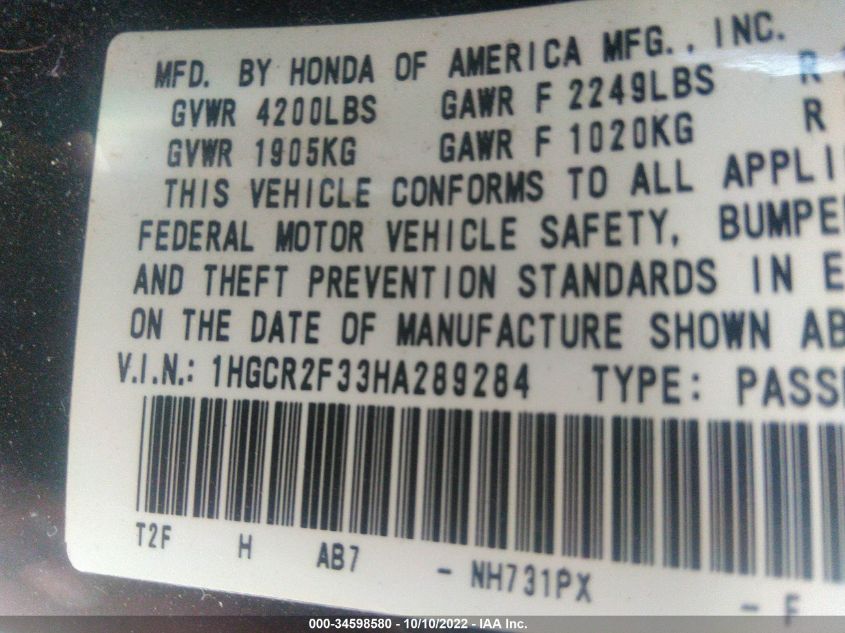 MFD. BY HONDA OF AMERICA MFG., INC.
GVWR 4200LBS GAWR F 2249LBS R
GVWR 1905KG GAWR F 1020KG R
THIS VEHICLE CONFORMS TO ALL APPLI
FEDERAL MOTOR VEHICLE SAFETY, BUMPE
AND THEFT PREVENTION STANDARDS IN E
ON THE DATE OF MANUFACTURE SHOWN AB
V.I.N.: 1HGCR2F33HA289284 TYPE: PASS
T2F H AB7 - NH731PX - F
000-34598580 - 10/10/2022 - IAA Inc.